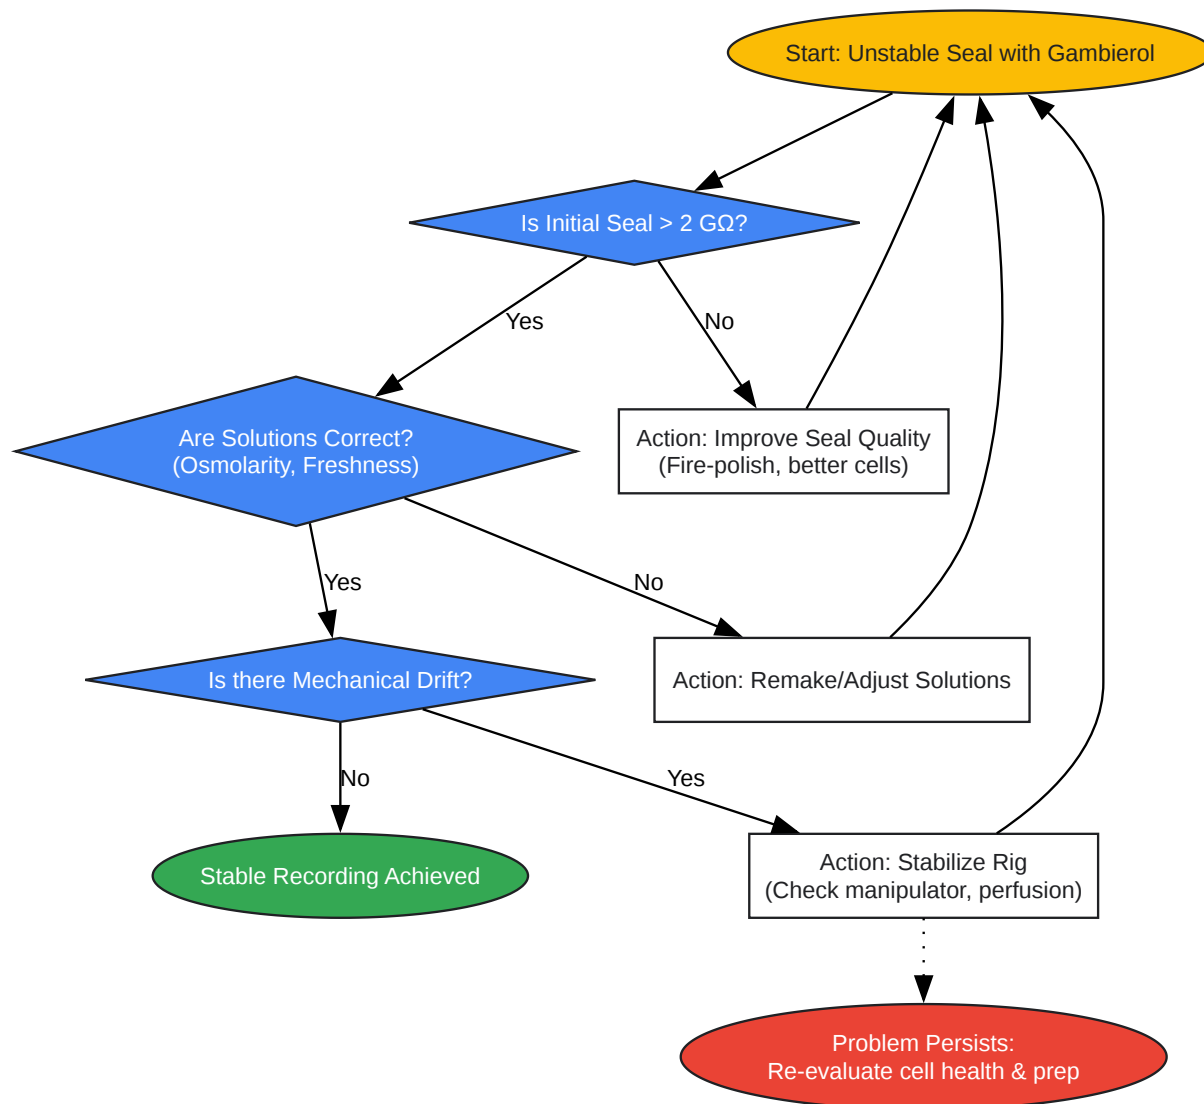 Start: Unstable Seal with Gambierol
Is Initial Seal > 2 GΩ?
Yes
No
Are Solutions Correct?
(Osmolarity, Freshness)
Action: Improve Seal Quality
(Fire-polish, better cells)
Yes
No
Is there Mechanical Drift?
Action: Remake/Adjust Solutions
No
Yes
Stable Recording Achieved
Action: Stabilize Rig
(Check manipulator, perfusion)
Problem Persists:
Re-evaluate cell health & prep